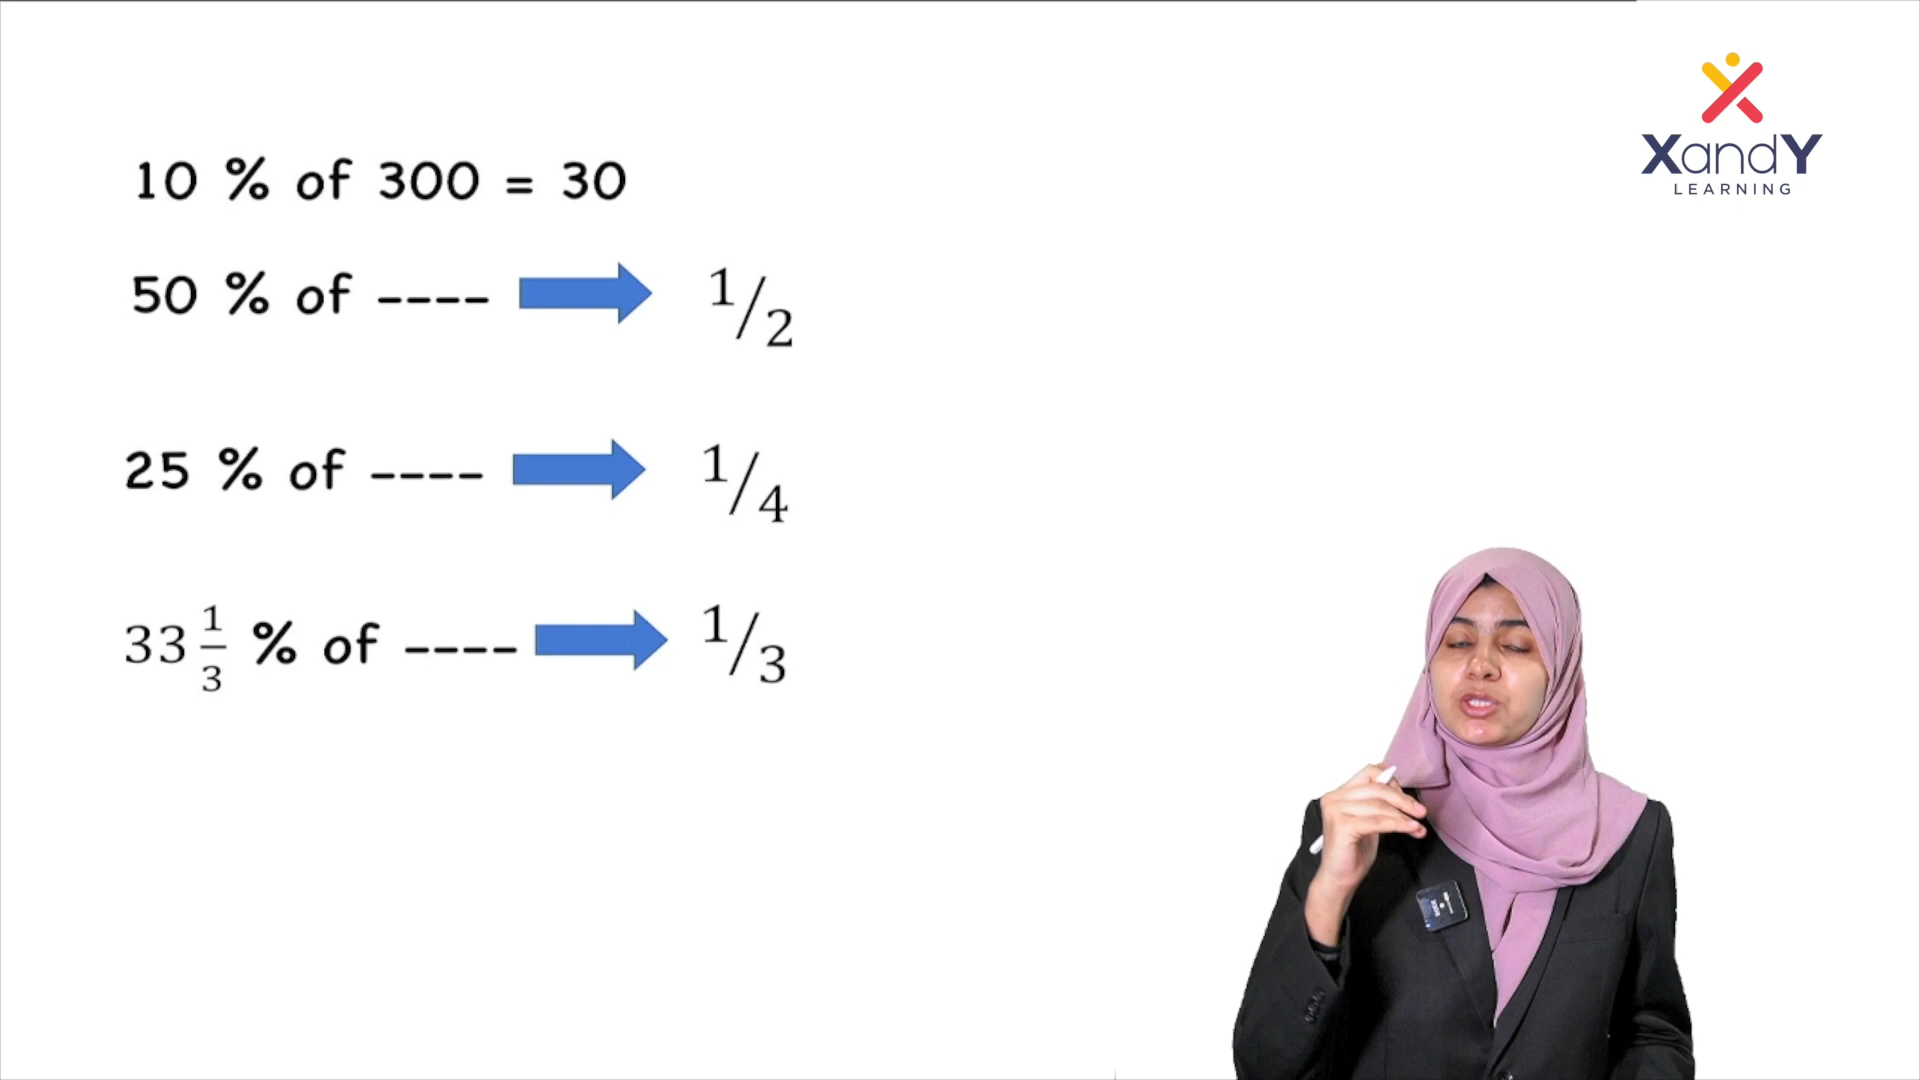 XandY
LEARNING
10 % of 300 = 30
50 % of ---- 1/2
25 % of ---- 1/4
33 1/3 % of ---- 1/3